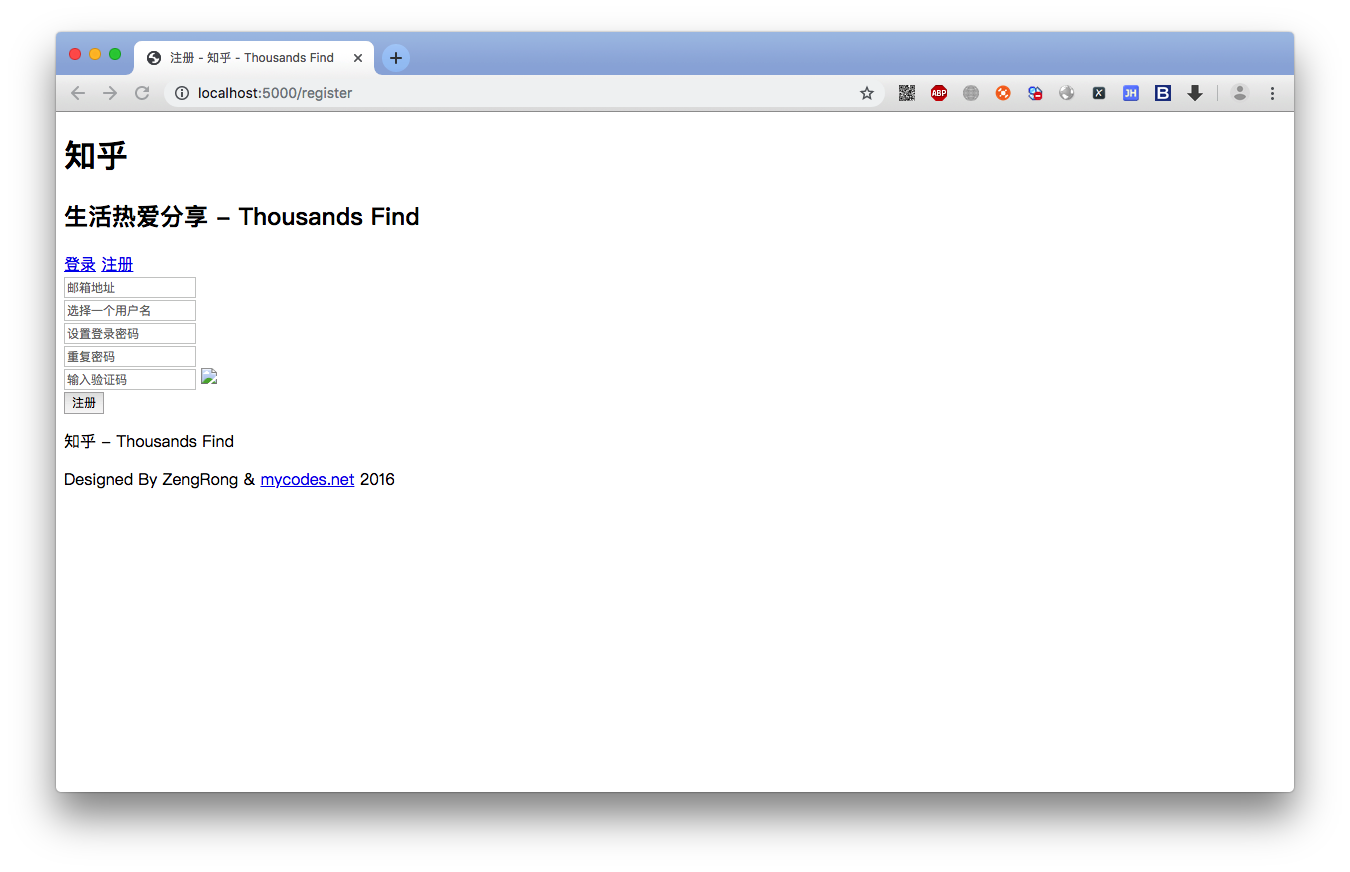 注册 - 知乎 - Thousands Find
localhost:5000/register
ABP
X
JH
B
知乎
生活热爱分享 – Thousands Find
登录 注册
邮箱地址
选择一个用户名
设置登录密码
重复密码
输入验证码
注册
知乎 – Thousands Find
Designed By ZengRong & mycodes.net 2016